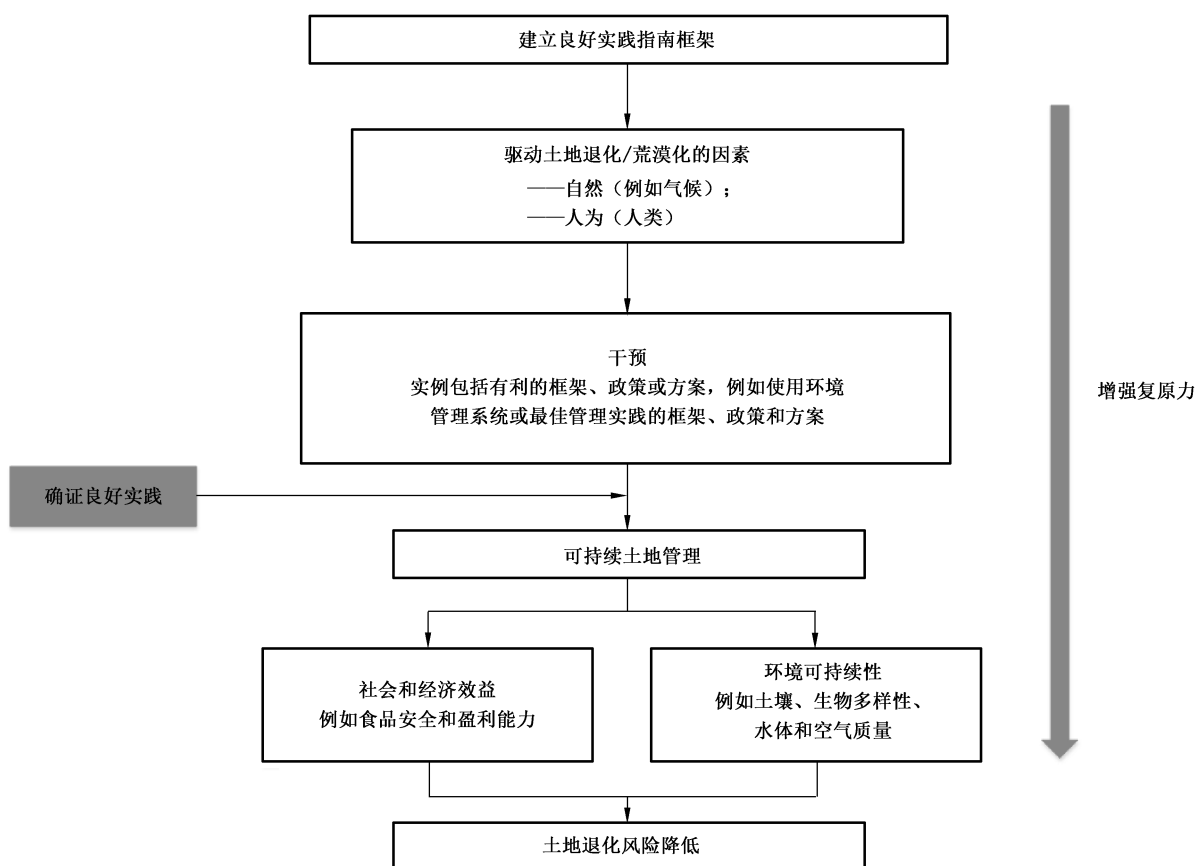 建立良好实践指南框架
驱动土地退化/荒漠化的因素
——自然（例如气候）；
——人为（人类）
干预
实例包括有利的框架、政策或方案，例如使用环境
管理系统或最佳管理实践的框架、政策和方案
增强复原力
确证良好实践
可持续土地管理
社会和经济效益
例如食品安全和盈利能力
环境可持续性
例如土壤、生物多样性、
水体和空气质量
土地退化风险降低